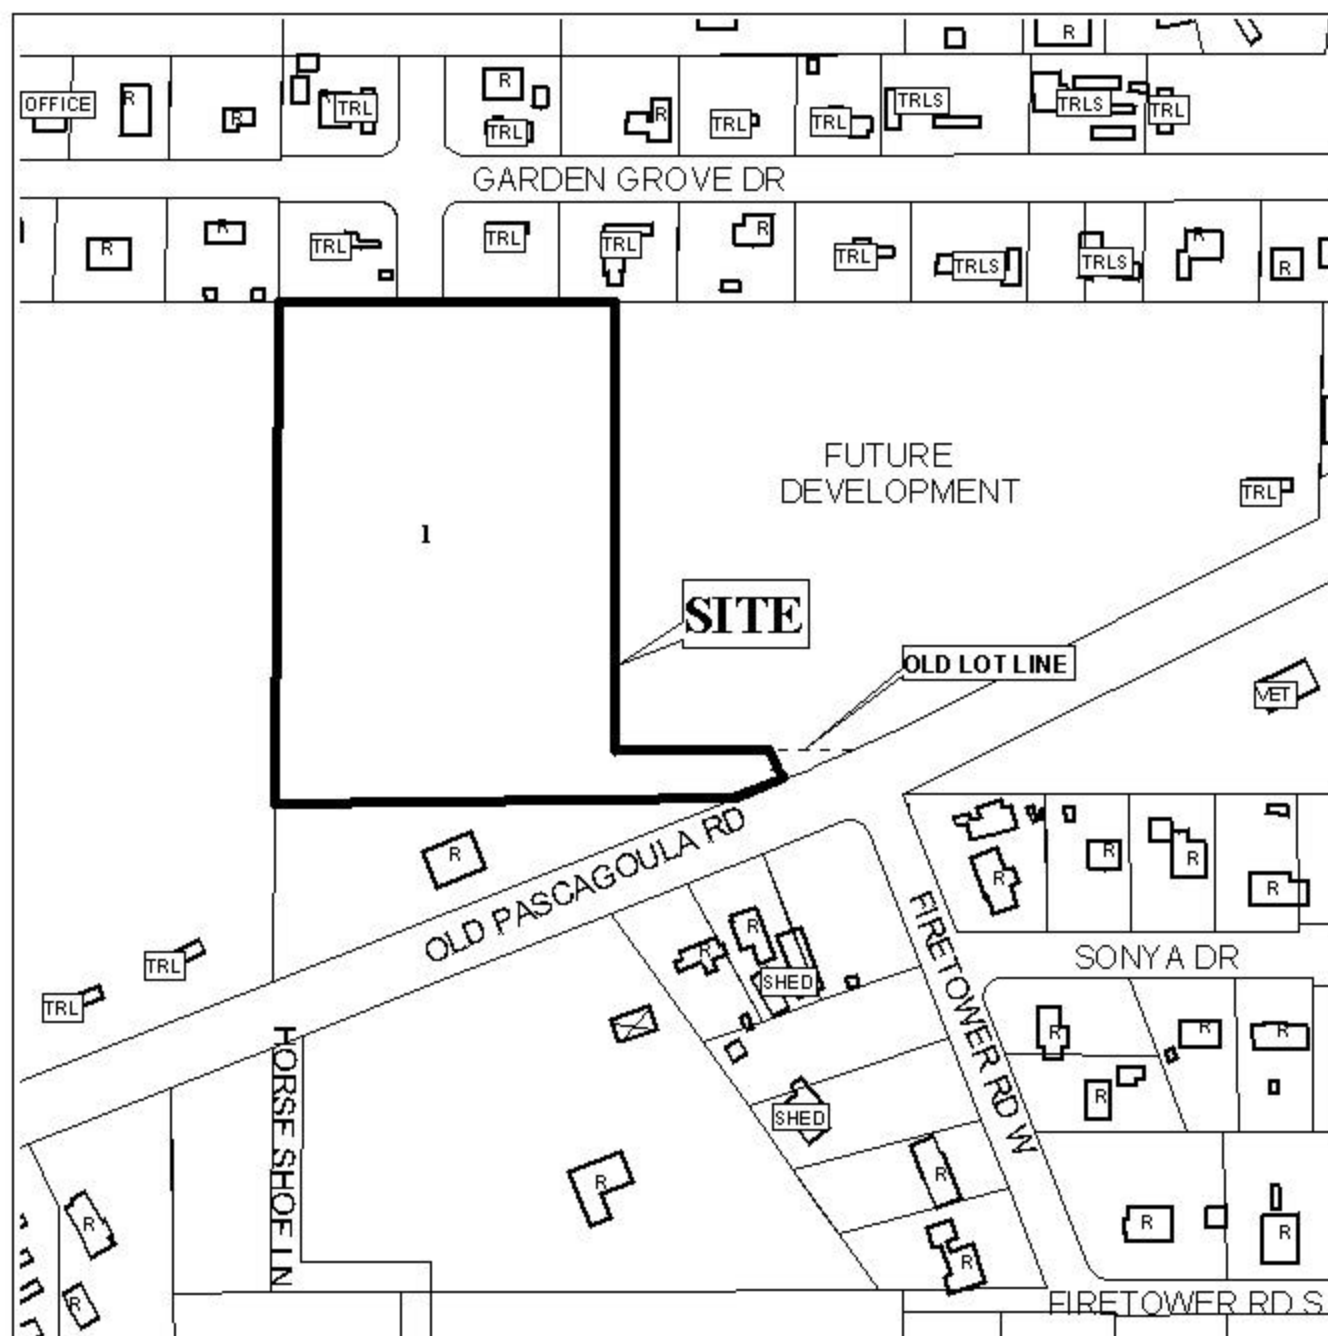 R
OFFICE
R
R
TRL
R
TRL
R
TRL
TRL
TRLS
TRLS
TRL
GARDEN GROVE DR
R
R
TRL
TRL
TRL
R
TRL
TRLS
TRLS
R
R
FUTURE
DEVELOPMENT
TRL
1
SITE
OLD LOT LINE
VET
OLD PASCAGOULA RD
R
R
R
R
R
FIRETOWER RD W
SONYA DR
R
R
SHED
TRL
TRL
HORSE SHOE LN
R
R
R
R
SHED
R
R
R
R
R
R
R
R
FIRETOWER RD S